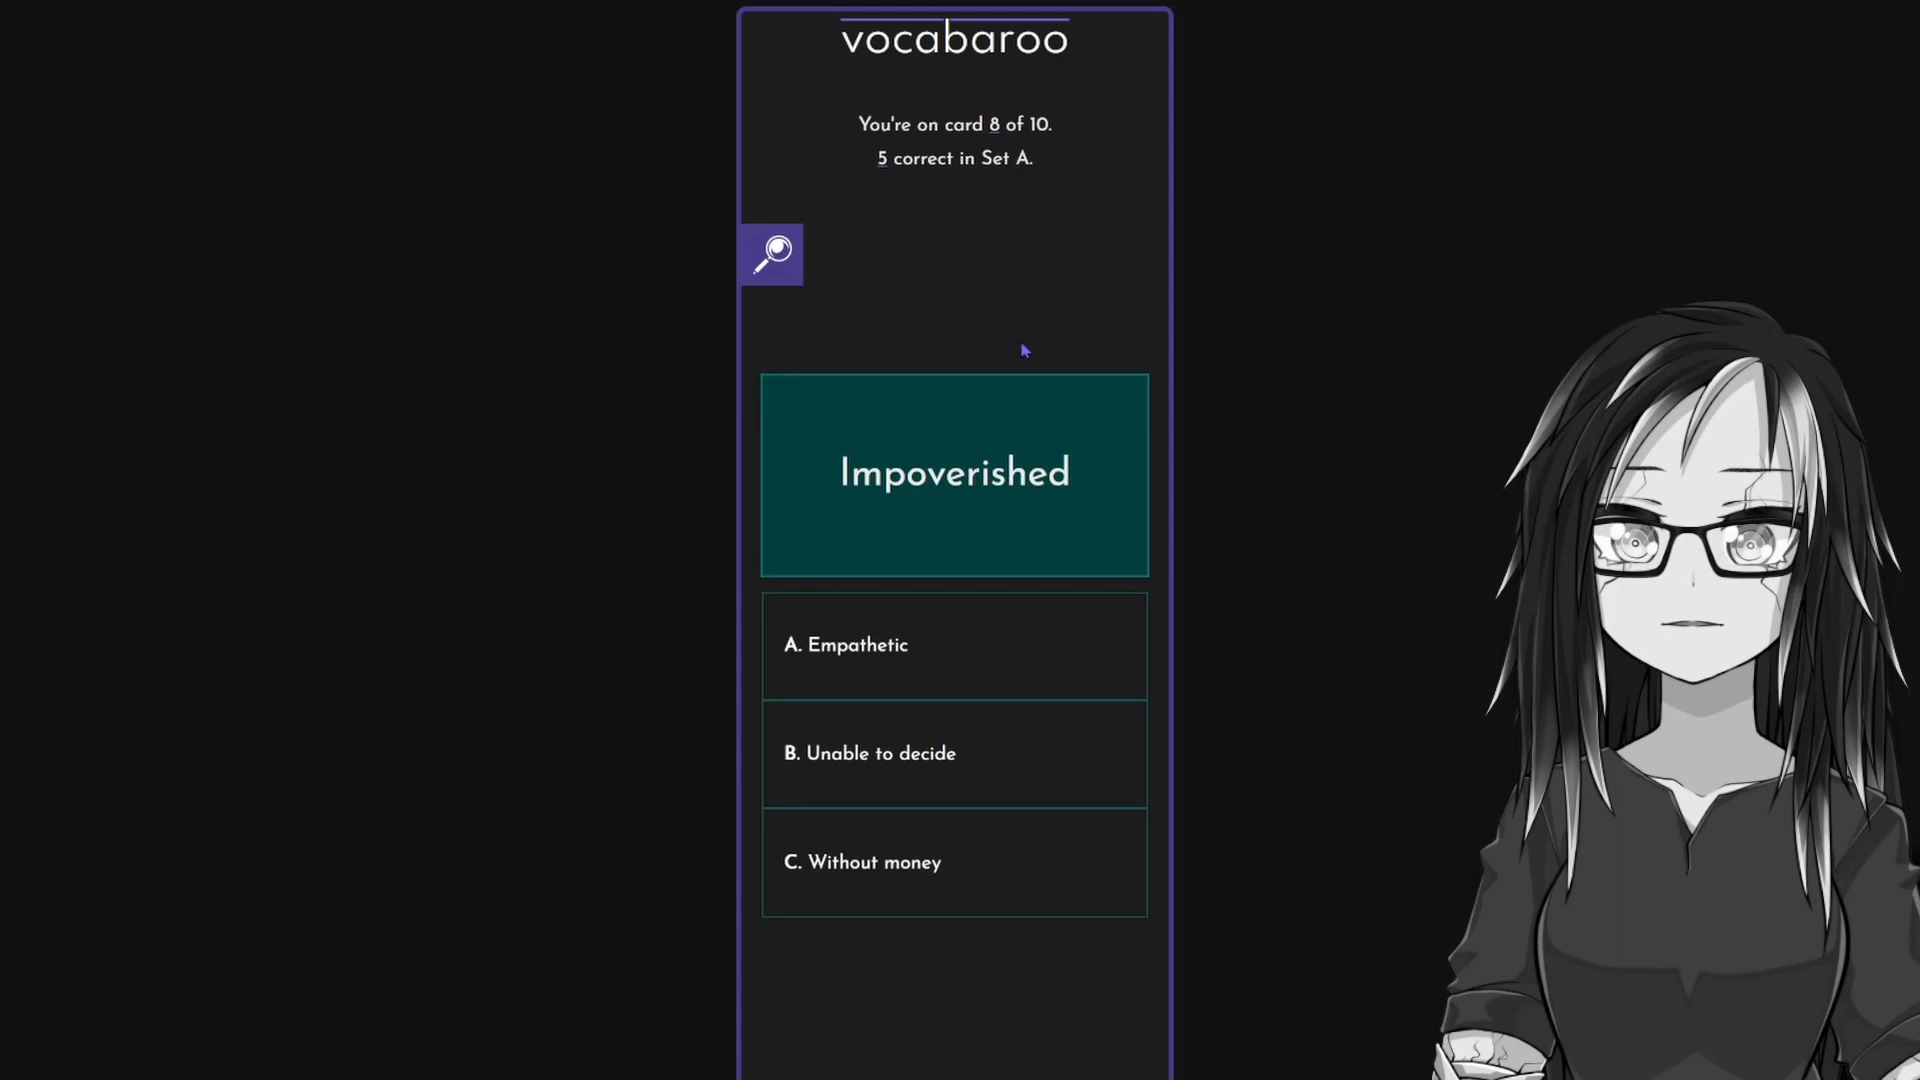 vocabaroo
You're on card 8 of 10.
5 correct in Set A.
Impoverished
A. Empathetic
B. Unable to decide
C. Without money